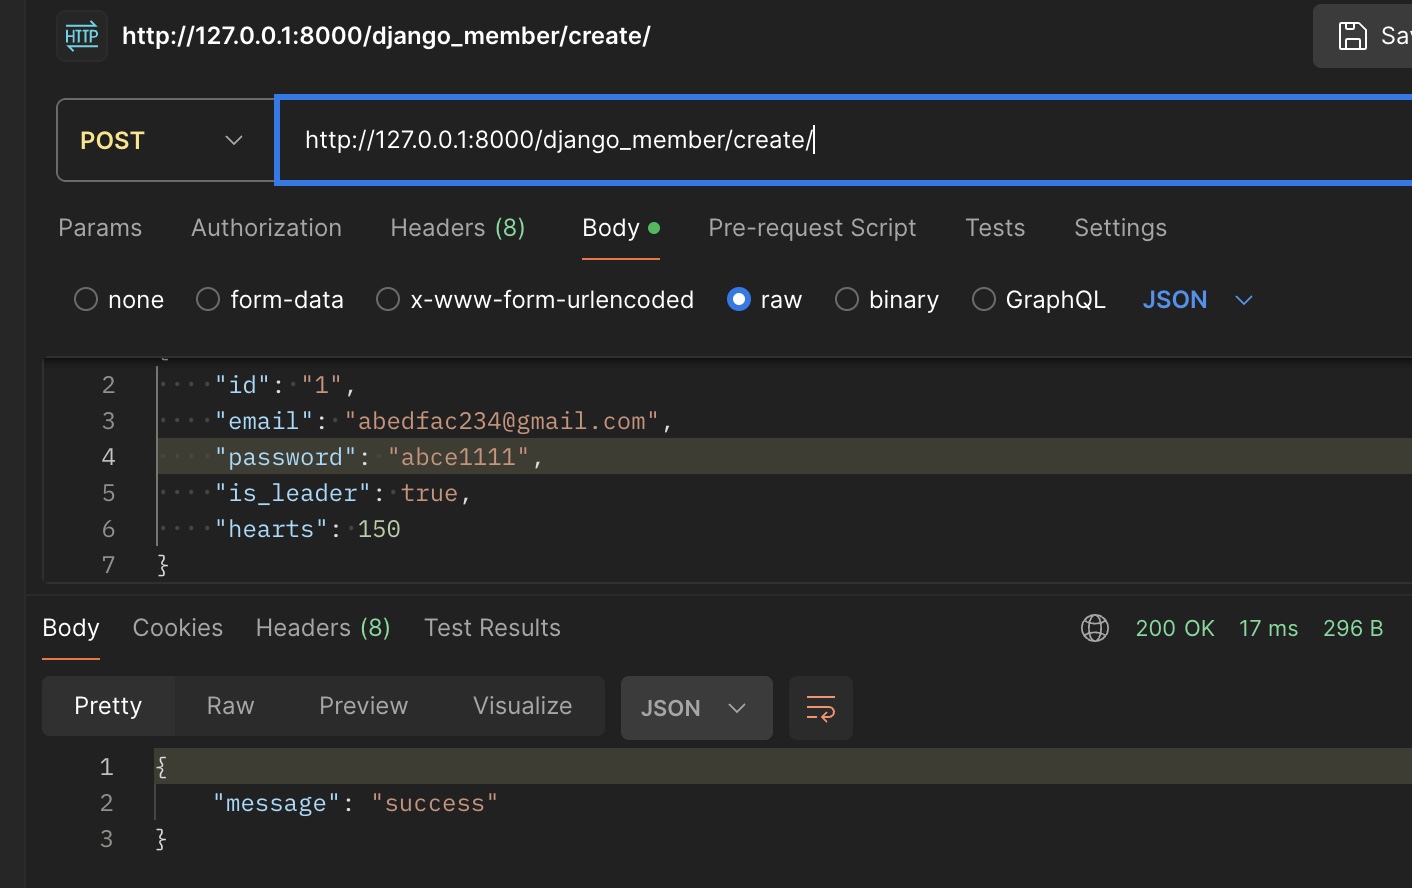 HTTP http://127.0.0.1:8000/django_member/create/
POST http://127.0.0.1:8000/django_member/create/
Params Authorization Headers (8) Body Pre-request Script Tests Settings
none form-data x-www-form-urlencoded raw binary GraphQL JSON
2 "id": "1",
3 "email": "abedfac234@gmail.com",
4 "password": "abce1111",
5 "is_leader": true,
6 "hearts": 150
7 }
Body Cookies Headers (8) Test Results 200 OK 17 ms 296 B
Pretty Raw Preview Visualize JSON
1 {
2 "message": "success"
3 }